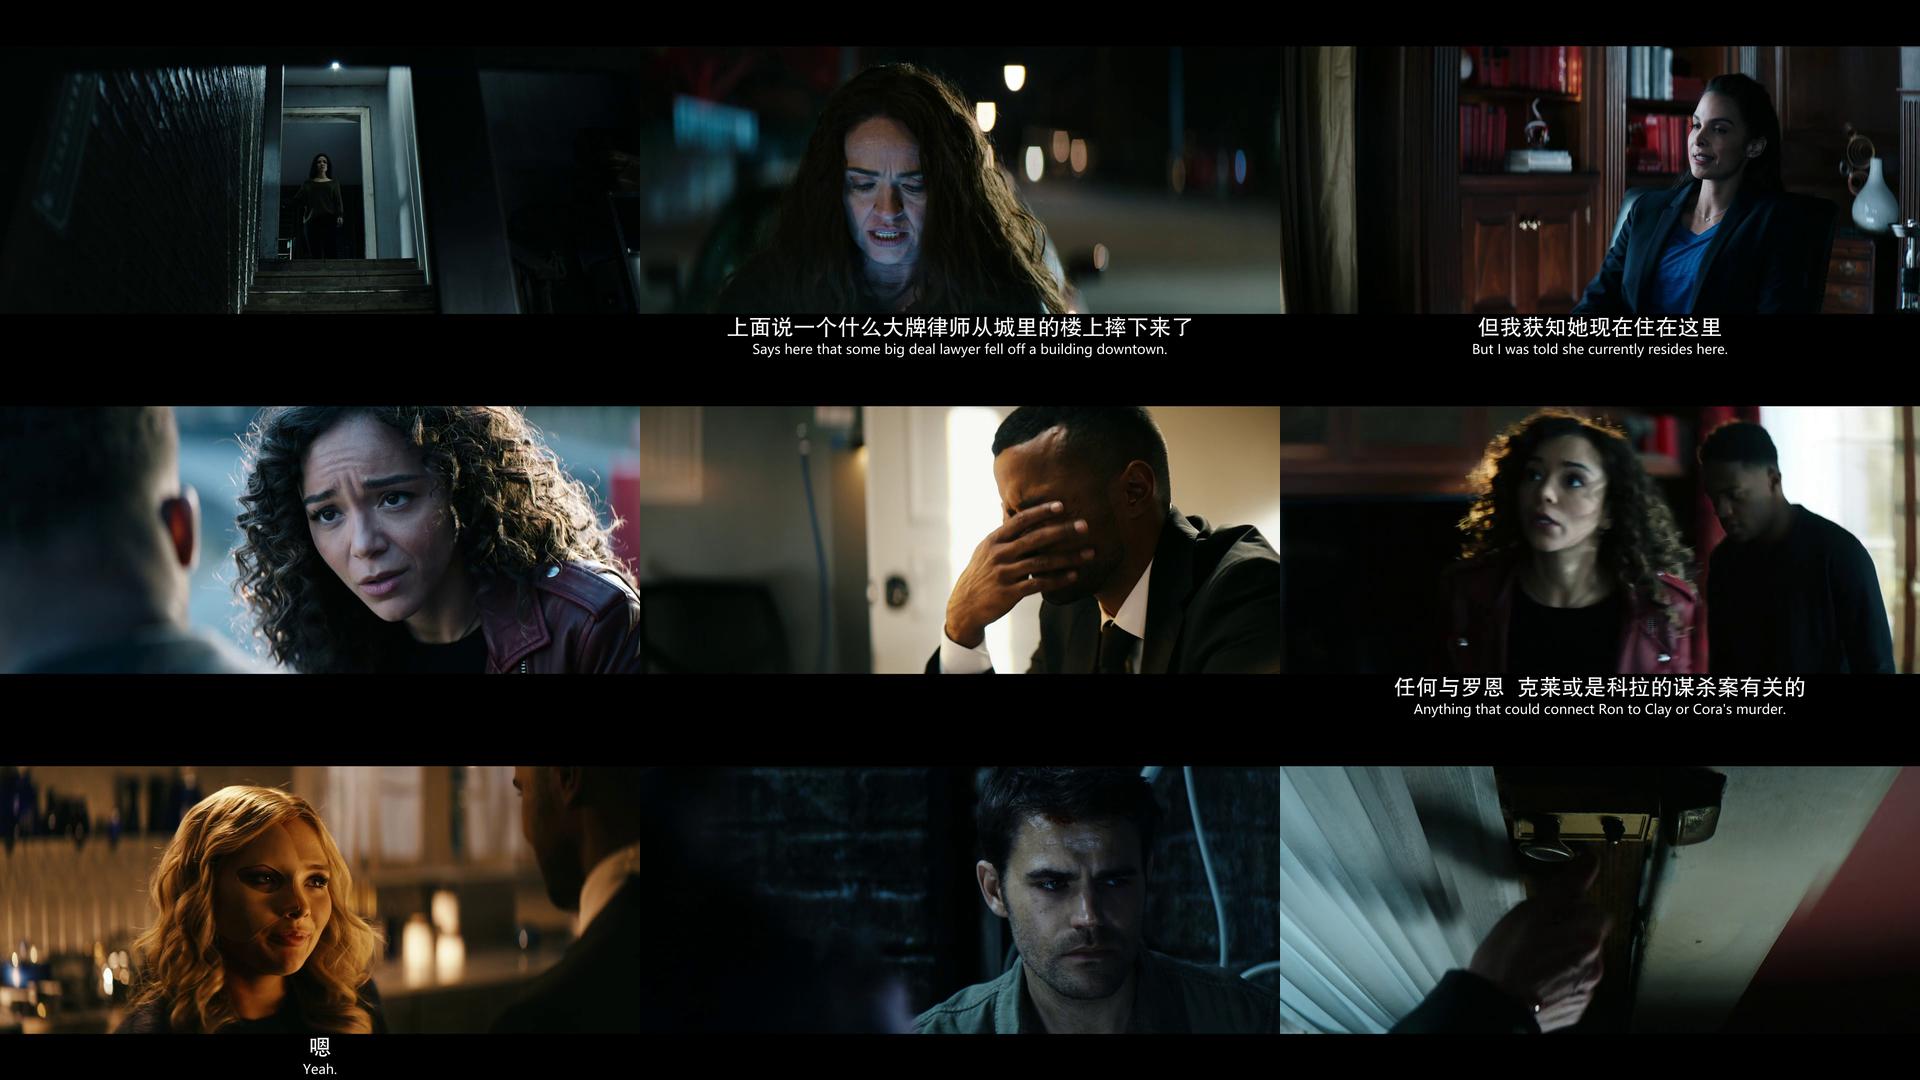 上面说一个什么大牌律师从城里的楼上摔下来了
Says here that some big deal lawyer fell off a building downtown.
但我获知她现在住在这里
But I was told she currently resides here.
任何与罗恩  克莱或是科拉的谋杀案有关的
Anything that could connect Ron to Clay or Cora's murder.
嗯
Yeah.